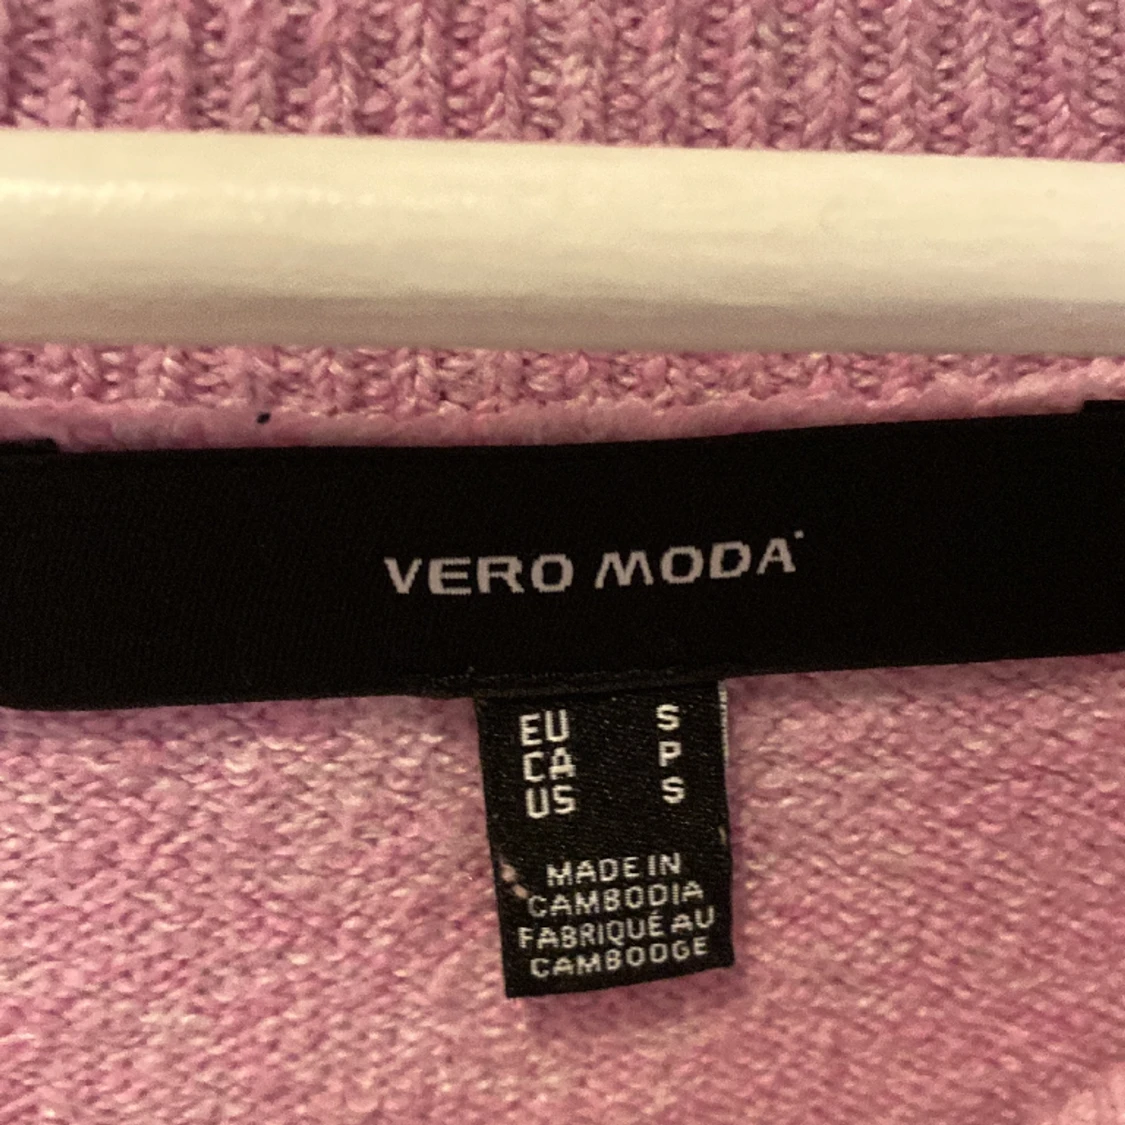 VERO MODA
EU S
CA P
US S
MADE IN
CAMBODIA
FABRIQUÉ AU
CAMBODGE